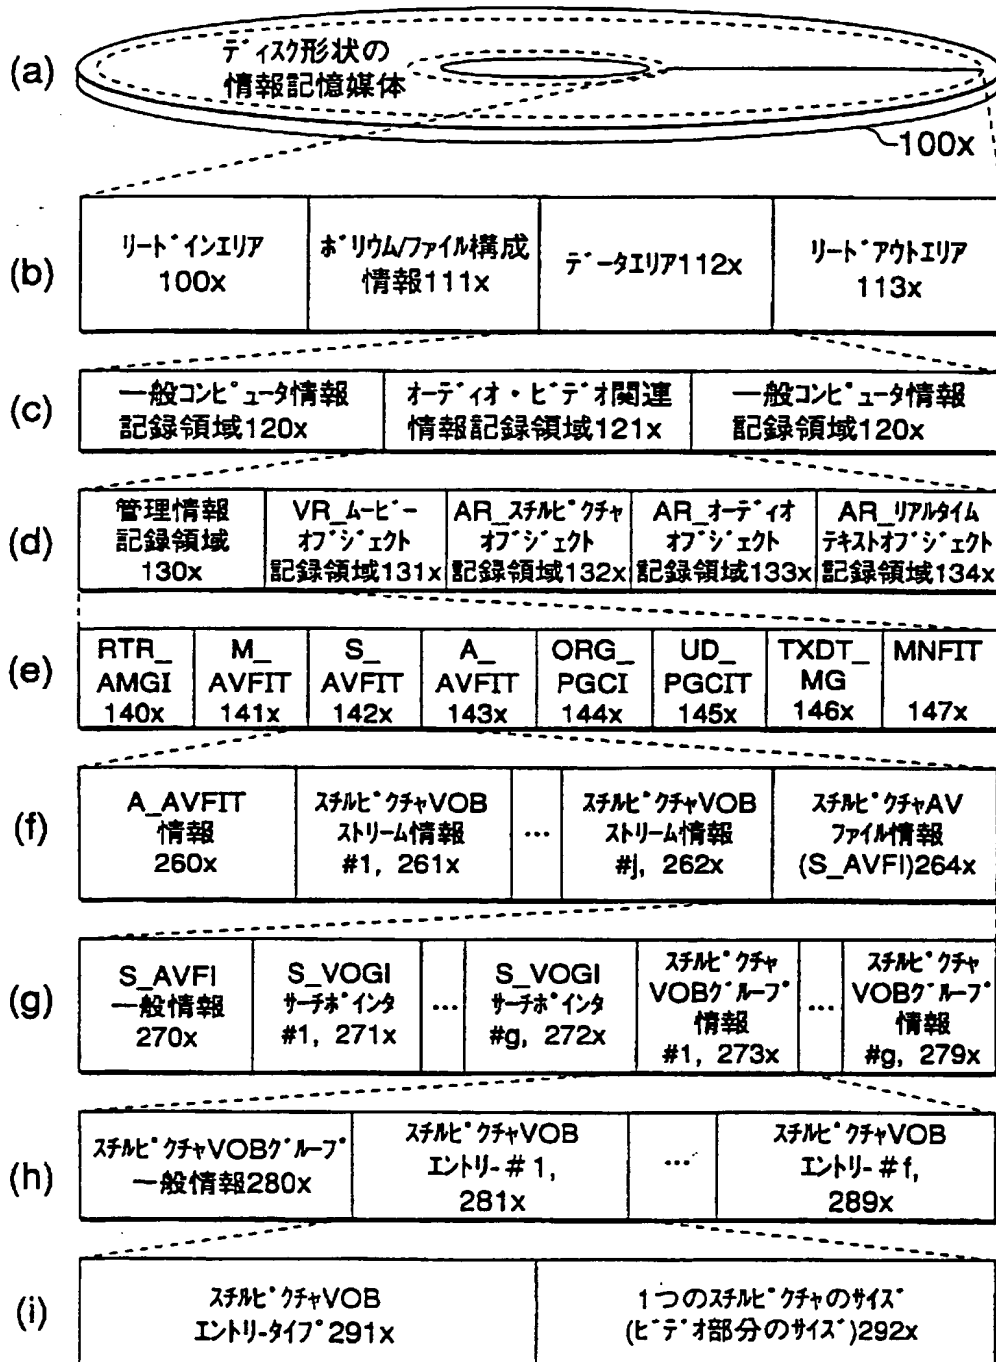 (a)
ディスク形状の
情報記憶媒体
100x
(b)
リードインエリア
100x
ボリウム/ファイル構成
情報111x
データエリア112x
リードアウトエリア
113x
(c)
一般コンピュータ情報
記録領域120x
オーディオ・ビデオ関連
情報記録領域121x
一般コンピュータ情報
記録領域120x
(d)
管理情報
記録領域
130x
VR_ムービー
オブジェクト
記録領域131x
AR_スチルピクチャ
オブジェクト
記録領域132x
AR_オーディオ
オブジェクト
記録領域133x
AR_リアルタイム
テキストオブジェクト
記録領域134x
(e)
RTR_
AMGI
140x
M_
AVFIT
141x
S_
AVFIT
142x
A_
AVFIT
143x
ORG_
PGCI
144x
UD_
PGCIT
145x
TXDT_
MG
146x
MNFIT
147x
(f)
A_AVFIT
情報
260x
スチルピクチャVOB
ストリーム情報
#1, 261x
...
スチルピクチャVOB
ストリーム情報
#j, 262x
スチルピクチャAV
ファイル情報
(S_AVFI)264x
(g)
S_AVFI
一般情報
270x
S_VOGI
サーチポインタ
#1, 271x
...
S_VOGI
サーチポインタ
#g, 272x
スチルピクチャ
VOBグループ
情報
#1, 273x
...
スチルピクチャ
VOBグループ
情報
#g, 279x
(h)
スチルピクチャVOBグループ
一般情報280x
スチルピクチャVOB
エントリー#1,
281x
...
スチルピクチャVOB
エントリー#f,
289x
(i)
スチルピクチャVOB
エントリータイプ291x
1つのスチルピクチャのサイズ
(ビデオ部分のサイズ)292x